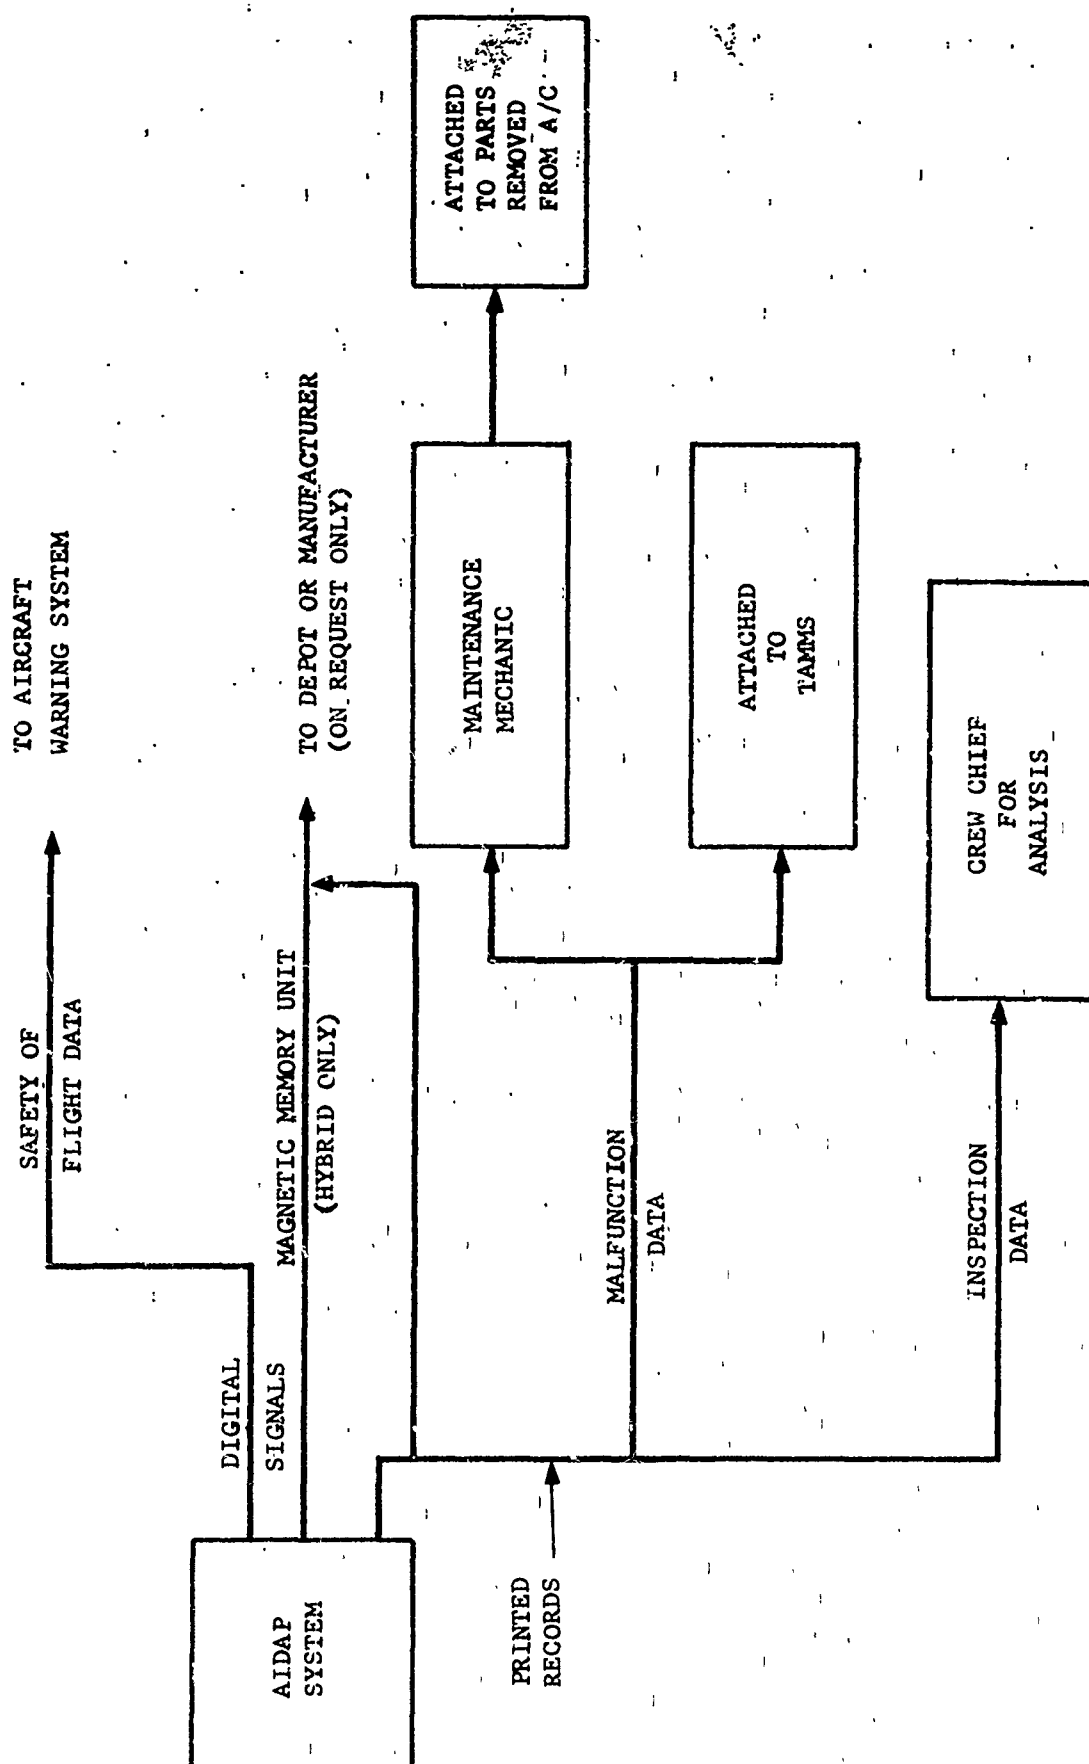 TO AIRCRAFT
WARNING SYSTEM
SAFETY OF
FLIGHT DATA
DIGITAL
SIGNALS
MAGNETIC MEMORY UNIT
(HYBRID ONLY)
TO DEPOT OR MANUFACTURER
(ON REQUEST ONLY)
AIDAP
SYSTEM
PRINTED
RECORDS
MAINTENANCE
MECHANIC
ATTACHED
TO PARTS
REMOVED
FROM A/C
MALFUNCTION
DATA
ATTACHED
TO
TAMMS
INSPECTION
DATA
CREW CHIEF
FOR
ANALYSIS